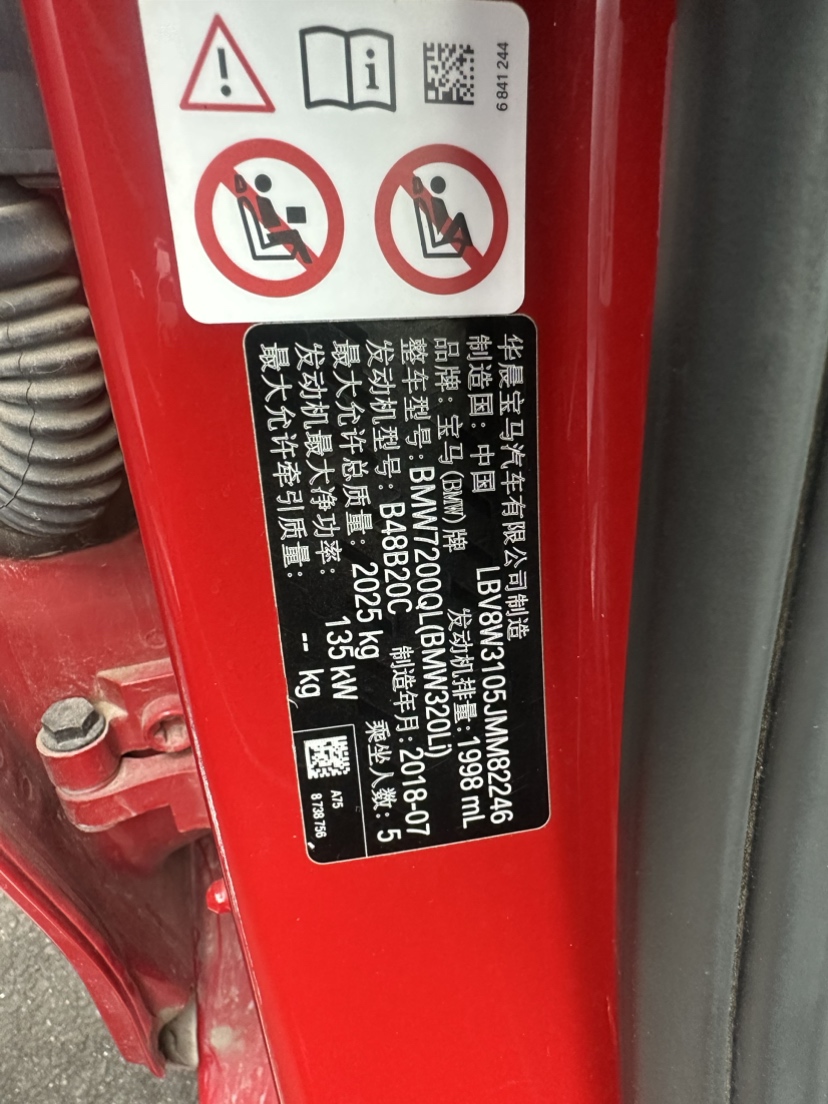 6 841 244
华晨宝马汽车有限公司制造
制造国：中国 LBV8W3105JMM82246
品牌：宝马(BMW)牌 发动机排量：1998 mL
整车型号：BMW7200QL(BMW320Li)
发动机型号：B48B20C 制造年月：2018-07
最大允许总质量：2025 kg 乘坐人数：5
发动机最大净功率：135 kW
最大允许牵引质量：-- kg
A75
8 738 756